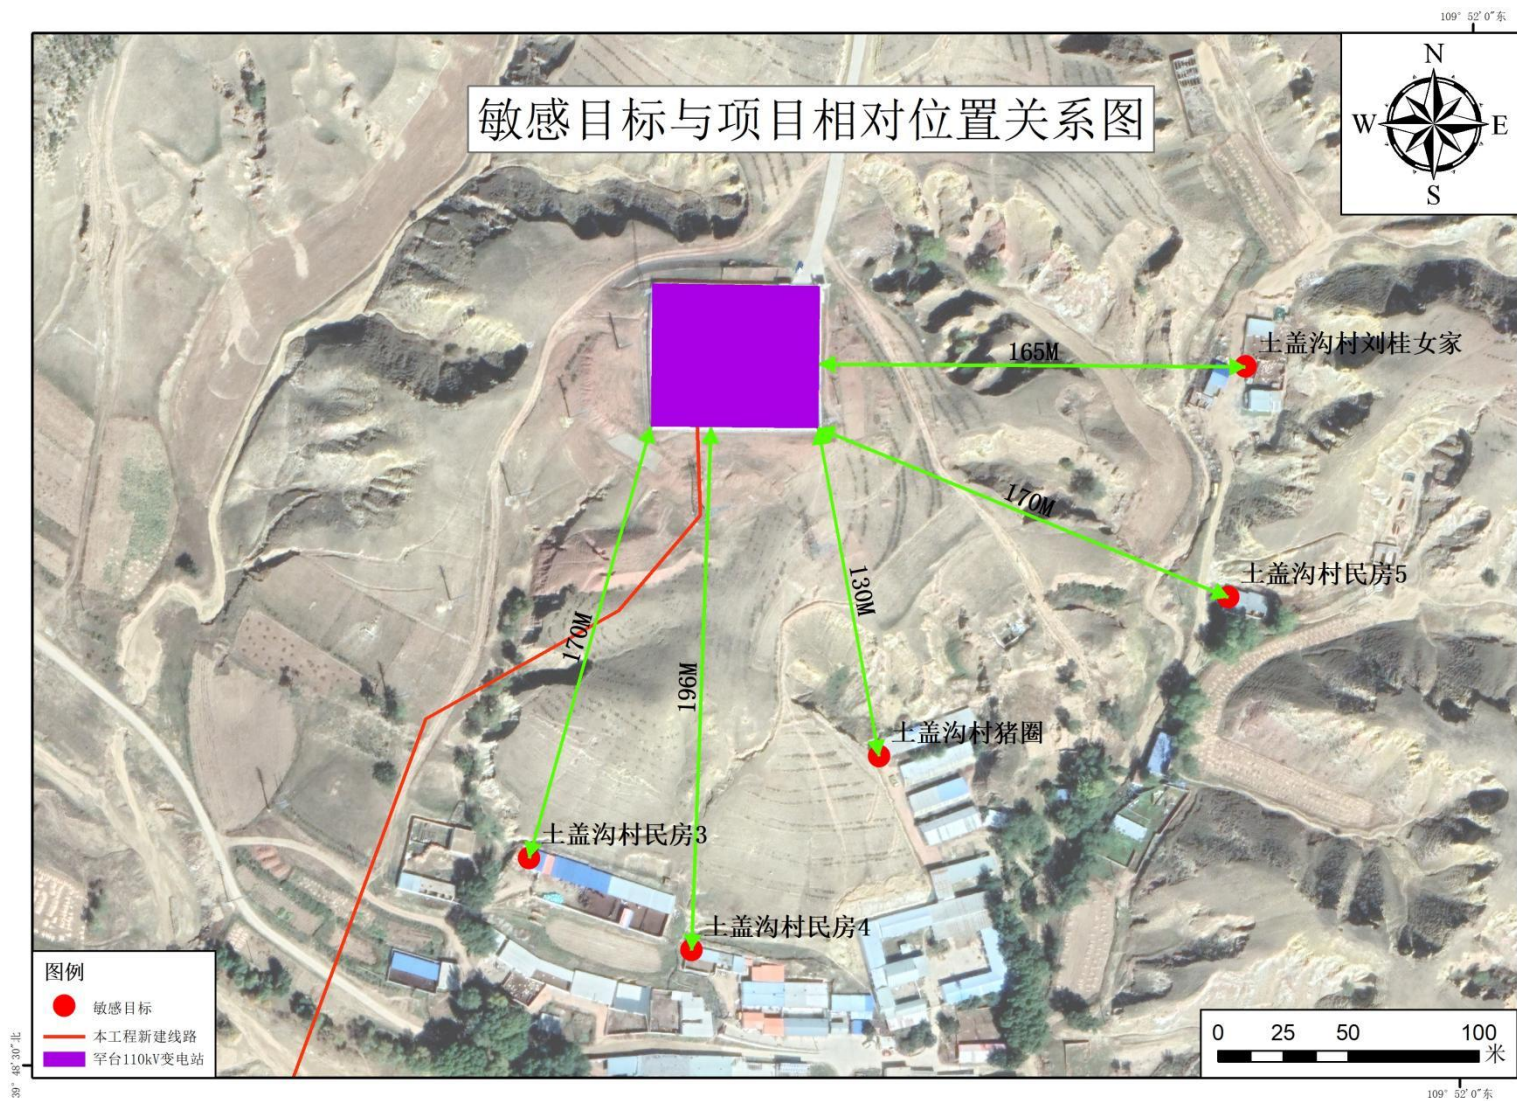 109° 52′0″东
敏感目标与项目相对位置关系图
N
W
E
S
165M
土盖沟村刘桂女家
170M
土盖沟村民房5
130M
170M
196M
土盖沟村猪圈
土盖沟村民房3
土盖沟村民房4
图例
敏感目标
本工程新建线路
罕台110kV变电站
0 25 50 100
米
39° 48′30″北
109° 52′0″东